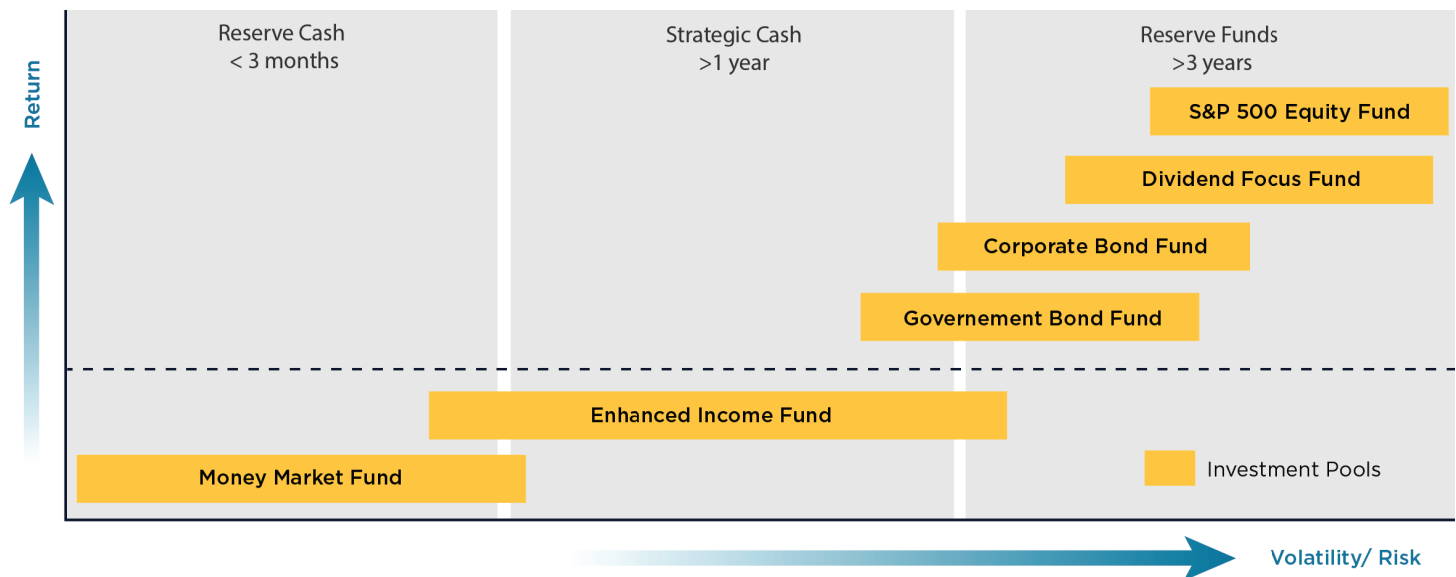 Reserve Cash
< 3 months
Strategic Cash
>1 year
Reserve Funds
>3 years
Return
S&P 500 Equity Fund
Dividend Focus Fund
Corporate Bond Fund
Governement Bond Fund
Enhanced Income Fund
Money Market Fund
Investment Pools
Volatility/ Risk